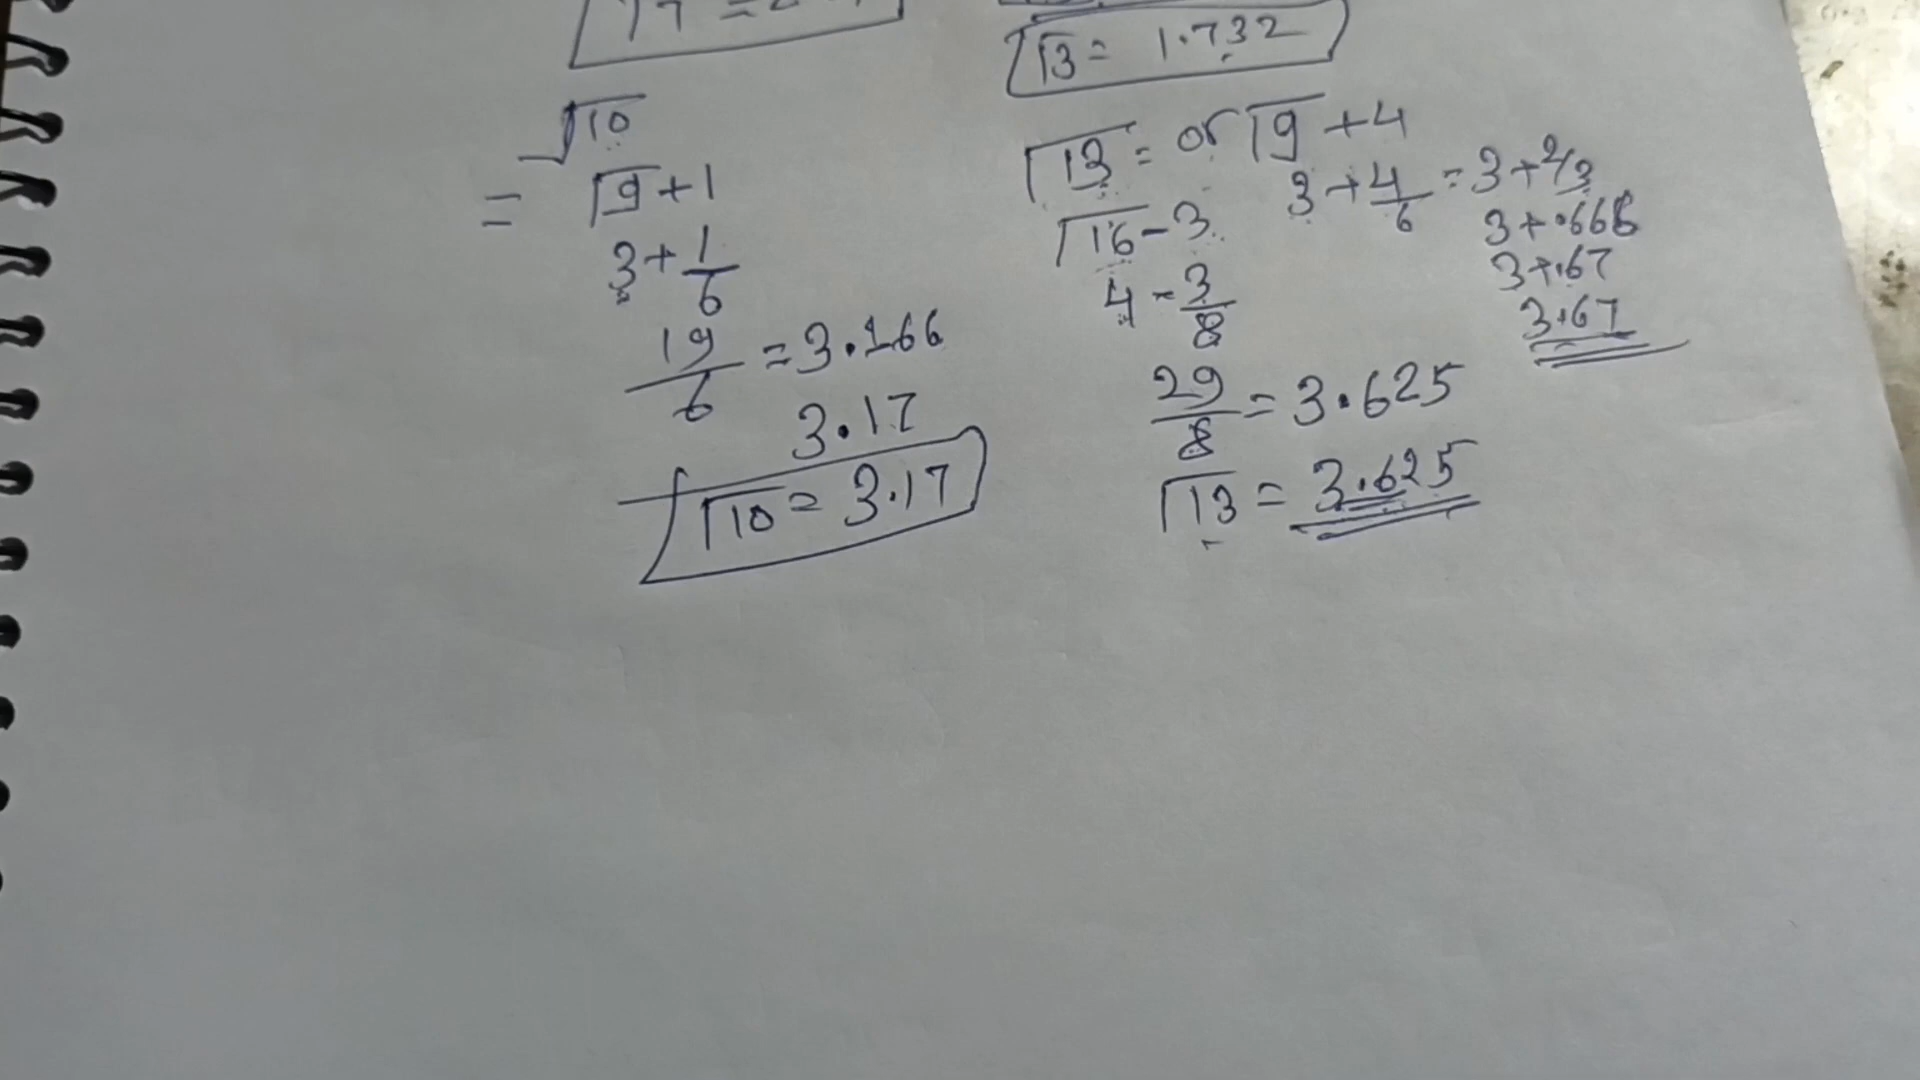 √3 = 1.732
√10
= √9 + 1
3 + 1/6
19/6 = 3.166
3.17
√10 = 3.17
√13 = or √9 + 4
√16 - 3
4 - 3/8
29/8 = 3.625
√13 = 3.625
3 + 4/6 = 3 + 2/3
3 + .666
3 + .67
3.67